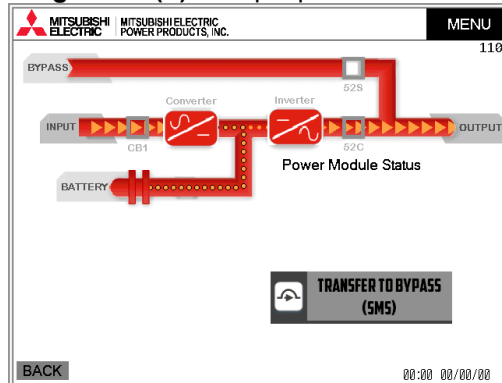 MITSUBISHI ELECTRIC
MITSUBISHI ELECTRIC
POWER PRODUCTS, INC.
MENU
110
BYPASS
52S
Converter
Inverter
INPUT
OUTPUT
CB1
52C
Power Module Status
BATTERY
TRANSFER TO BYPASS
(SMS)
BACK
00:00 00/00/00